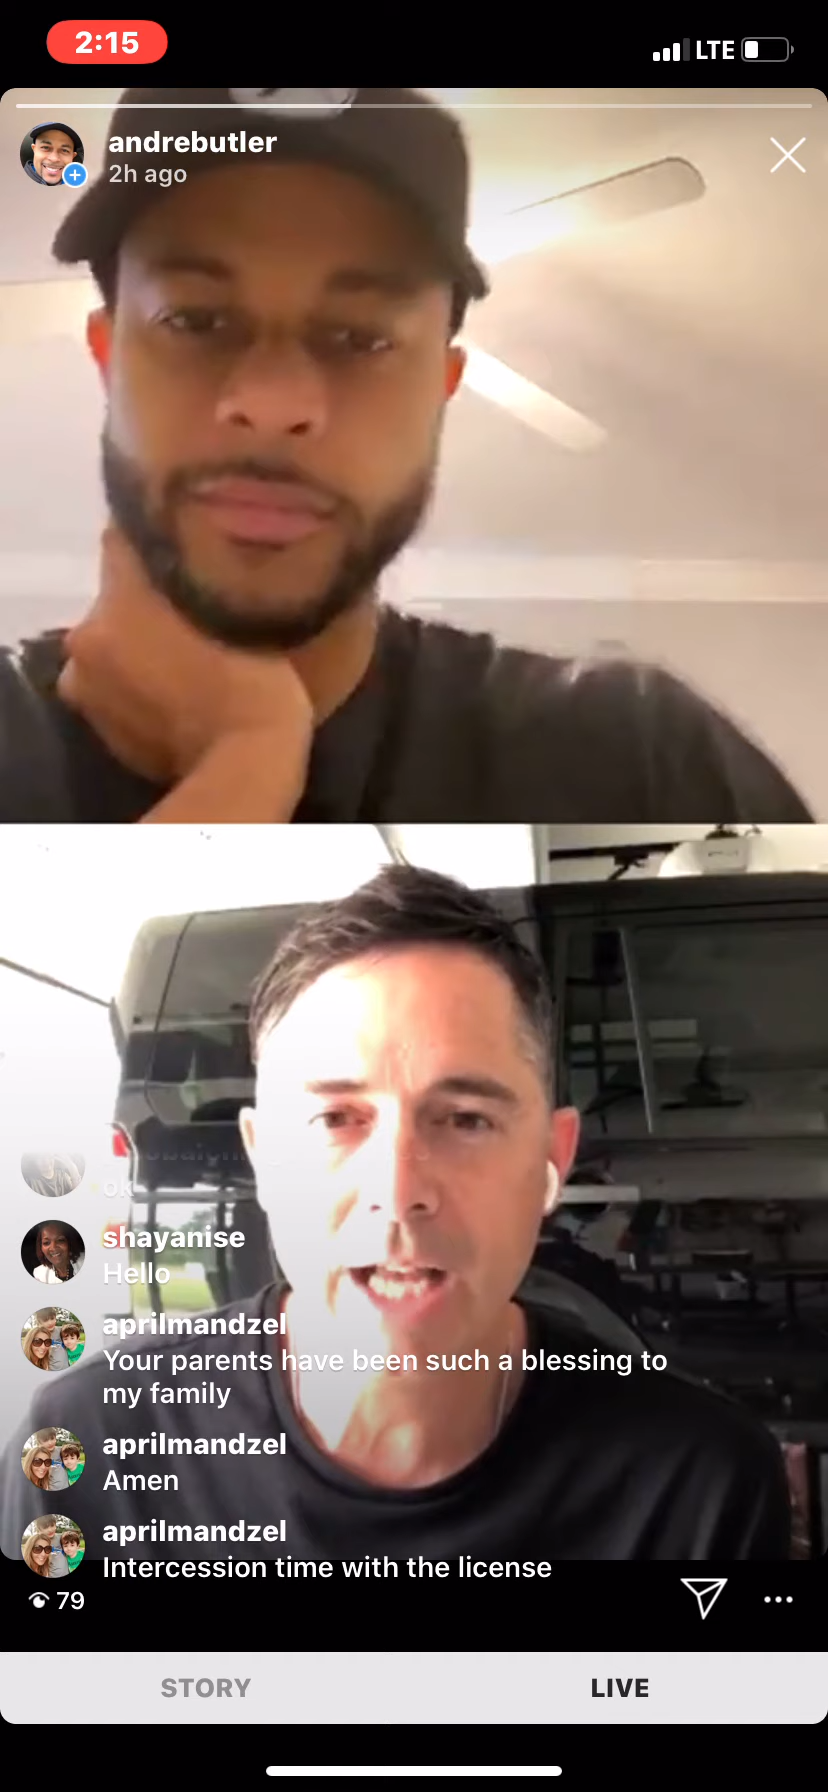 2:15
LTE
andrebutler
2h ago
ok
shayanise
Hello
aprilmandzel
Your parents have been such a blessing to
my family
aprilmandzel
Amen
aprilmandzel
Intercession time with the license
79
STORY
LIVE